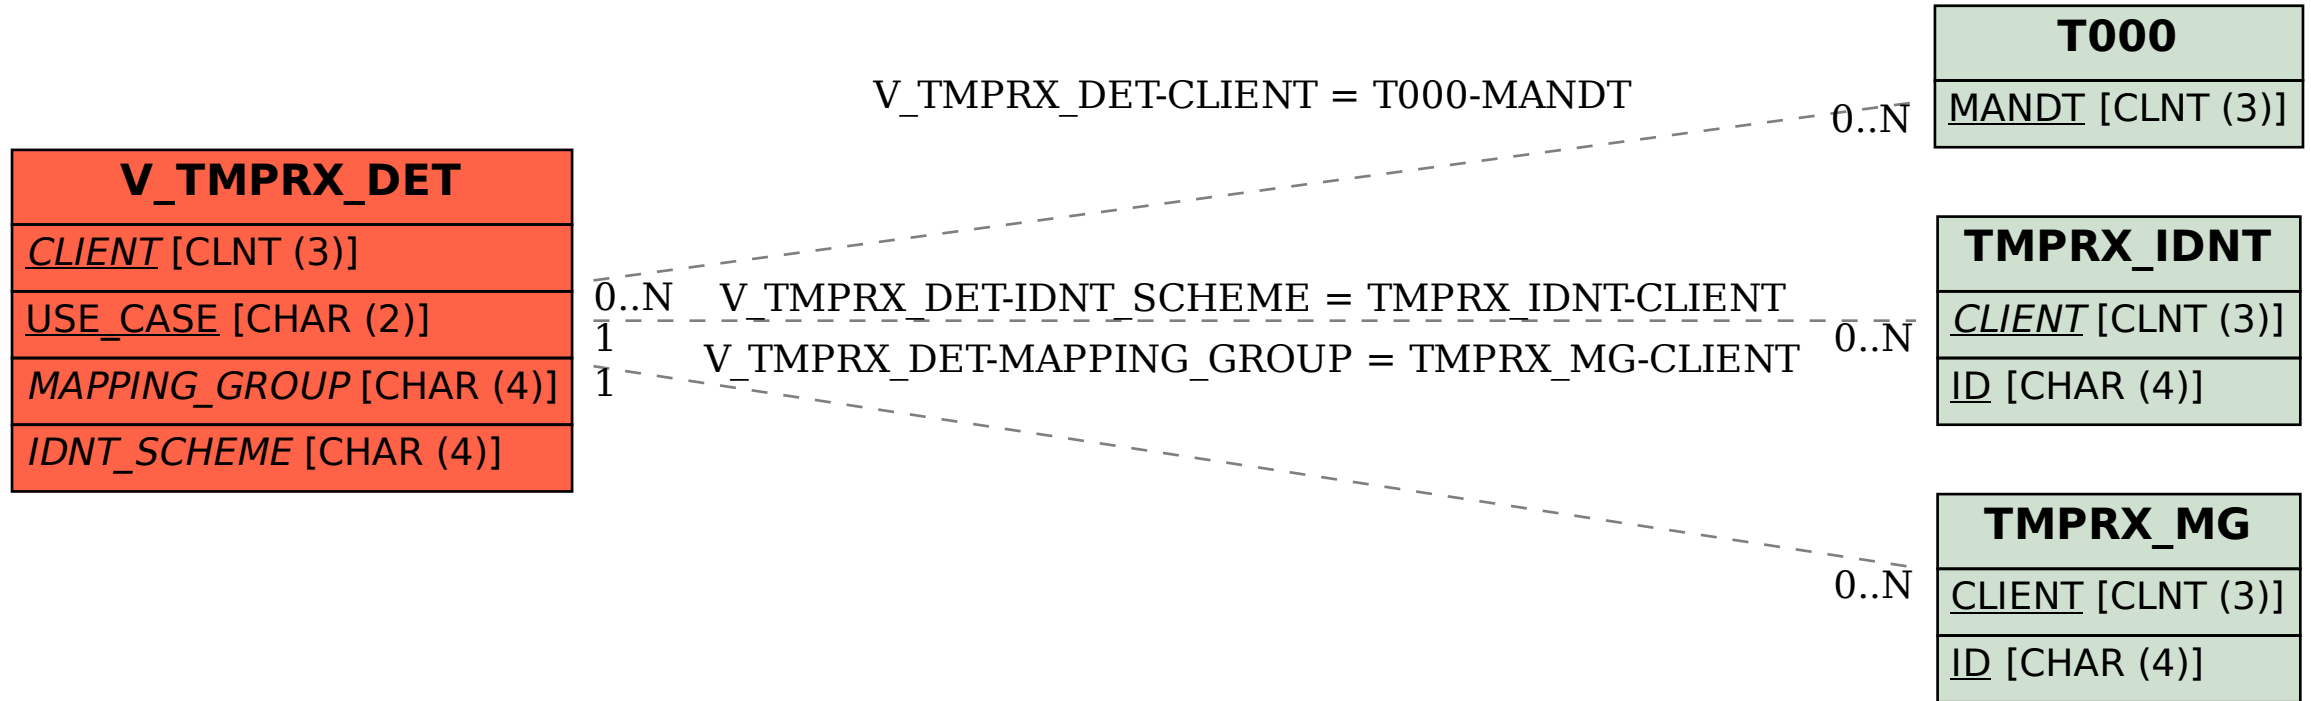 V_TMPRX_DET
CLIENT [CLNT (3)]
USE_CASE [CHAR (2)]
MAPPING_GROUP [CHAR (4)]
IDNT_SCHEME [CHAR (4)]
V_TMPRX_DET-CLIENT = T000-MANDT
0..N
0..N
V_TMPRX_DET-IDNT_SCHEME = TMPRX_IDNT-CLIENT
1
0..N
V_TMPRX_DET-MAPPING_GROUP = TMPRX_MG-CLIENT
1
0..N
T000
MANDT [CLNT (3)]
TMPRX_IDNT
CLIENT [CLNT (3)]
ID [CHAR (4)]
TMPRX_MG
CLIENT [CLNT (3)]
ID [CHAR (4)]